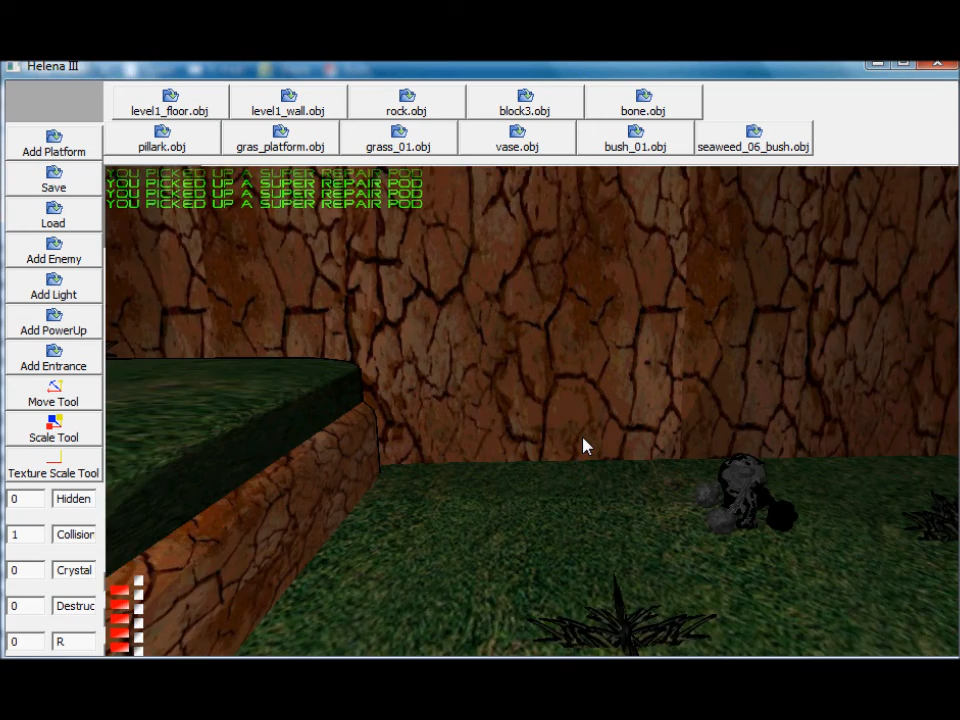 Helena III
level1_floor.obj level1_wall.obj rock.obj block3.obj bone.obj
pillark.obj gras_platform.obj grass_01.obj vase.obj bush_01.obj seaweed_06_bush.obj
Add Platform
Save
Load
Add Enemy
Add Light
Add PowerUp
Add Entrance
Move Tool
Scale Tool
Texture Scale Tool
0 Hidden
1 Collision
0 Crystal
0 Destruc
0 R
YOU PICKED UP A SUPER REPAIR POD
YOU PICKED UP A SUPER REPAIR POD
YOU PICKED UP A SUPER REPAIR POD
YOU PICKED UP A SUPER REPAIR POD